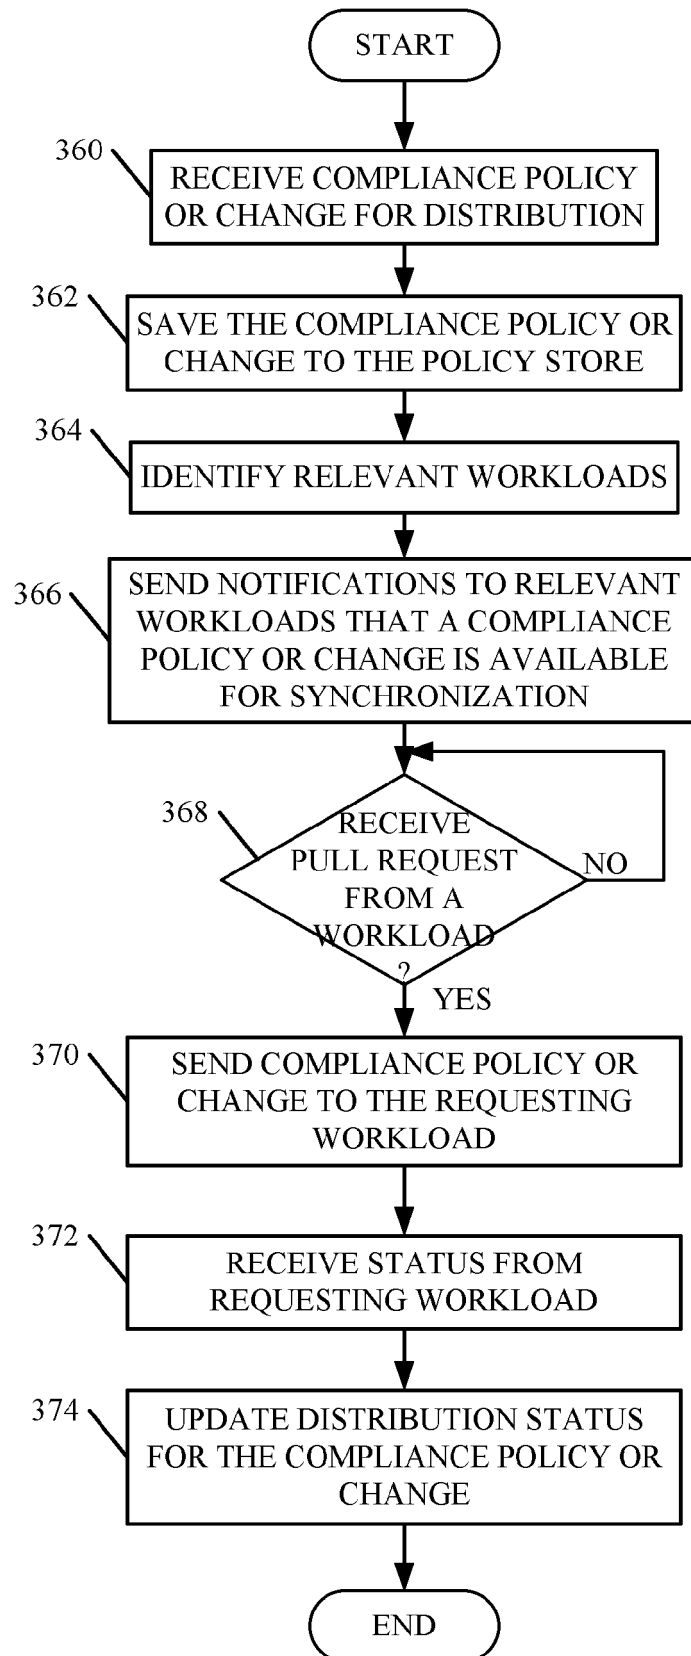 START
360
RECEIVE COMPLIANCE POLICY
OR CHANGE FOR DISTRIBUTION
362
SAVE THE COMPLIANCE POLICY OR
CHANGE TO THE POLICY STORE
364
IDENTIFY RELEVANT WORKLOADS
366
SEND NOTIFICATIONS TO RELEVANT
WORKLOADS THAT A COMPLIANCE
POLICY OR CHANGE IS AVAILABLE
FOR SYNCHRONIZATION
368
RECEIVE
PULL REQUEST
FROM A
WORKLOAD
?
NO
YES
370
SEND COMPLIANCE POLICY OR
CHANGE TO THE REQUESTING
WORKLOAD
372
RECEIVE STATUS FROM
REQUESTING WORKLOAD
374
UPDATE DISTRIBUTION STATUS
FOR THE COMPLIANCE POLICY OR
CHANGE
END